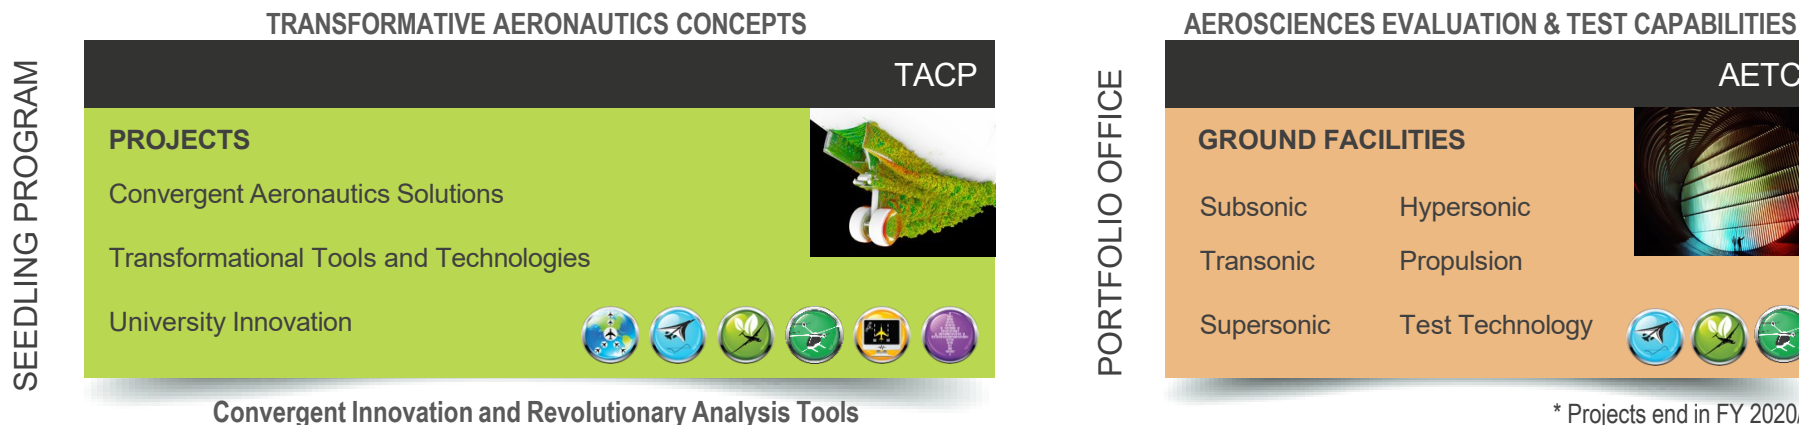 TRANSFORMATIVE AERONAUTICS CONCEPTS
SEEDLING PROGRAM
TACP
PROJECTS
Convergent Aeronautics Solutions
Transformational Tools and Technologies
University Innovation
Convergent Innovation and Revolutionary Analysis Tools
AEROSCIENCES EVALUATION & TEST CAPABILITIES
PORTFOLIO OFFICE
AETC
GROUND FACILITIES
Subsonic Hypersonic
Transonic Propulsion
Supersonic Test Technology
* Projects end in FY 2020/